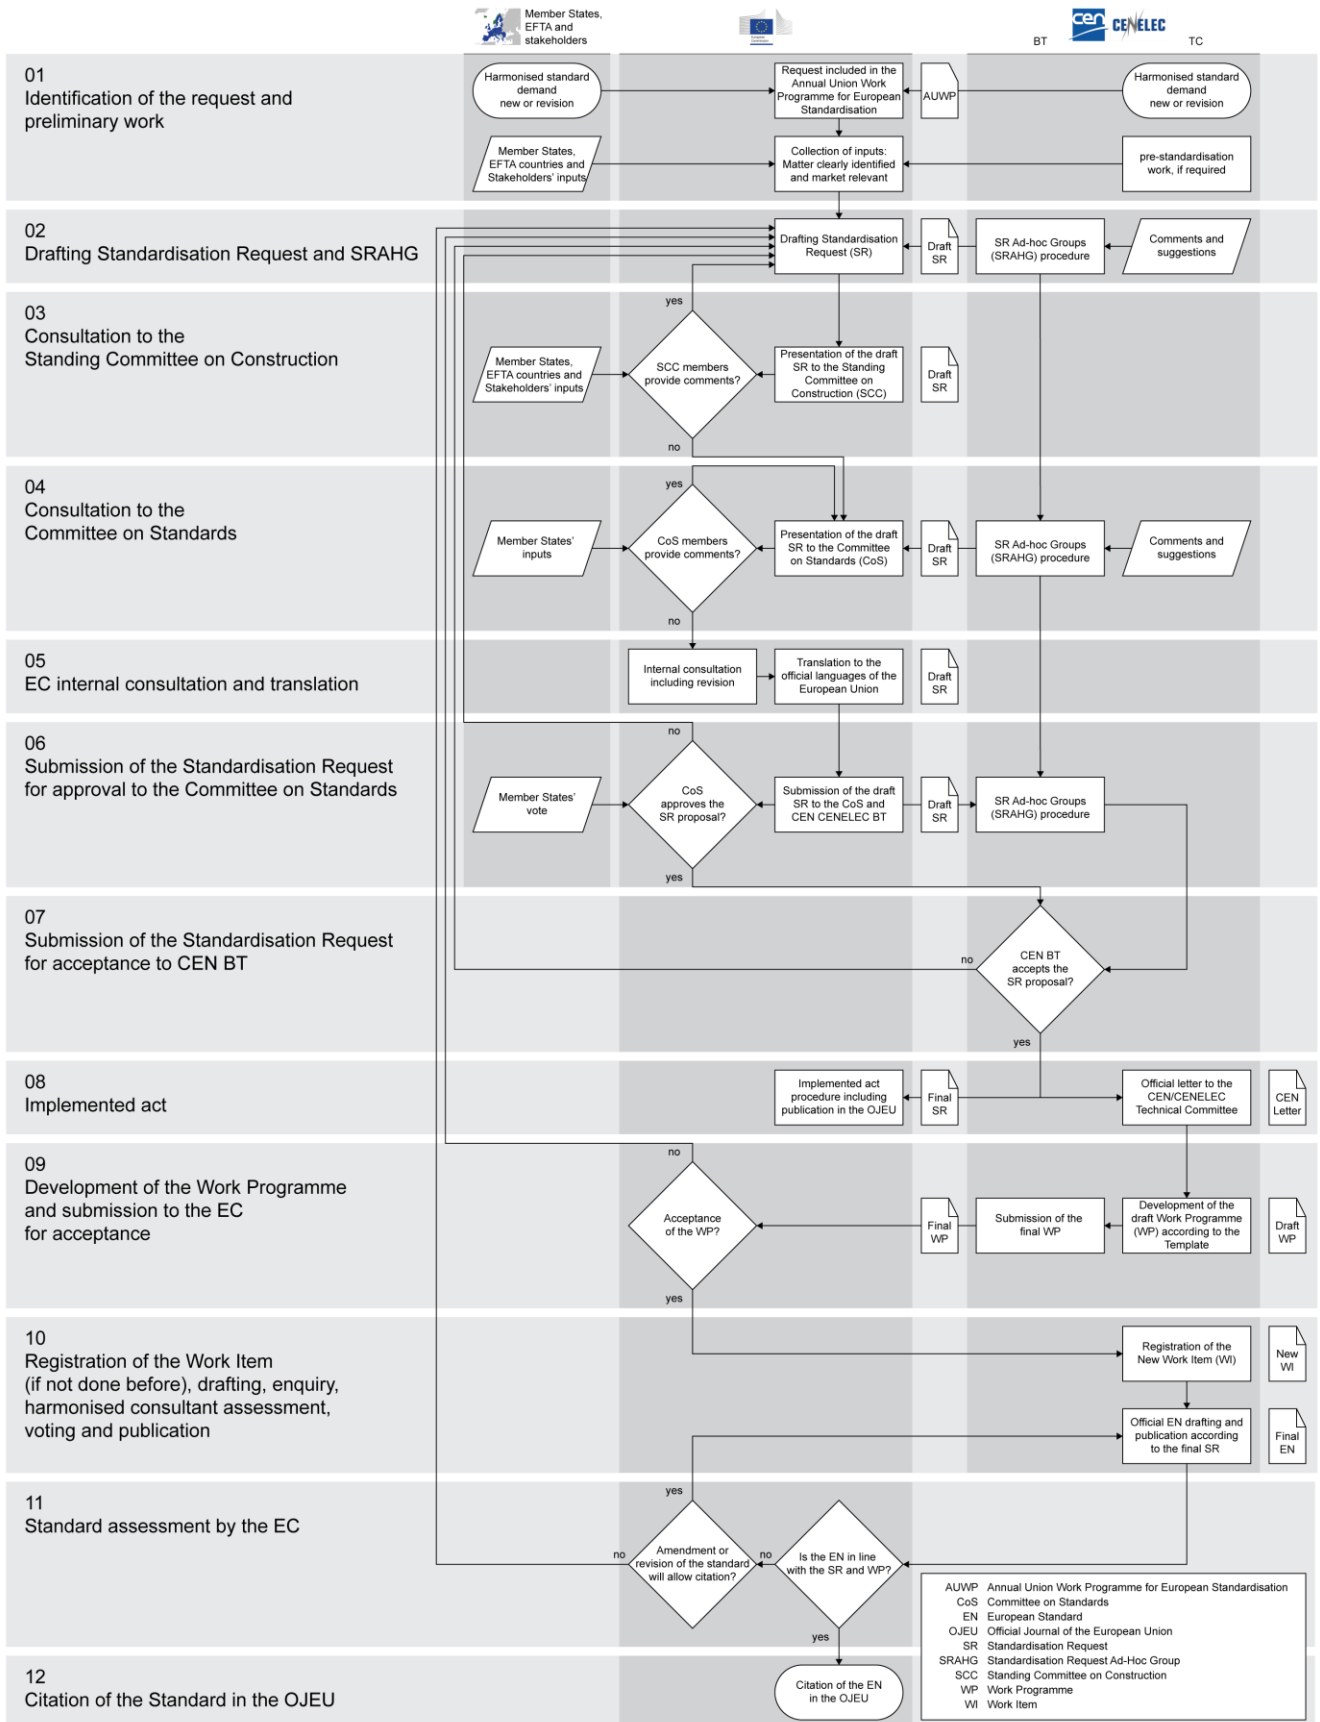 Member States,
EFTA and
stakeholders
European
Commission
cen
CENELEC
BT
TC
01
Identification of the request and
preliminary work
Harmonised standard
demand
new or revision
Request included in the
Annual Union Work
Programme for European
Standardisation
AUWP
Harmonised standard
demand
new or revision
Member States,
EFTA countries and
Stakeholders' inputs
Collection of inputs:
Matter clearly identified
and market relevant
pre-standardisation
work, if required
02
Drafting Standardisation Request and SRAHG
Drafting Standardisation
Request (SR)
Draft
SR
SR Ad-hoc Groups
(SRAHG) procedure
Comments and
suggestions
03
Consultation to the
Standing Committee on Construction
yes
Member States,
EFTA countries and
Stakeholders' inputs
SCC members
provide comments?
Presentation of the draft
SR to the Standing
Committee on
Construction (SCC)
Draft
SR
no
04
Consultation to the
Committee on Standards
yes
Member States'
inputs
CoS members
provide comments?
Presentation of the draft
SR to the Committee
on Standards (CoS)
Draft
SR
SR Ad-hoc Groups
(SRAHG) procedure
Comments and
suggestions
no
05
EC internal consultation and translation
Internal consultation
including revision
Translation to the
official languages of the
European Union
Draft
SR
06
Submission of the Standardisation Request
for approval to the Committee on Standards
no
Member States'
vote
CoS
approves the
SR proposal?
Submission of the draft
SR to the CoS and
CEN CENELEC BT
Draft
SR
SR Ad-hoc Groups
(SRAHG) procedure
yes
07
Submission of the Standardisation Request
for acceptance to CEN BT
no
CEN BT
accepts the
SR proposal?
yes
08
Implemented act
Implemented act
procedure including
publication in the OJEU
Final
SR
Official letter to the
CEN/CENELEC
Technical Committee
CEN
Letter
09
Development of the Work Programme
and submission to the EC
for acceptance
no
Acceptance
of the WP?
Final
WP
Submission of the
final WP
Development of the
draft Work Programme
(WP) according to the
Template
Draft
WP
yes
10
Registration of the Work Item
(if not done before), drafting, enquiry,
harmonised consultant assessment,
voting and publication
Registration of the
New Work Item (WI)
New
WI
Official EN drafting and
publication according
to the final SR
Final
EN
11
Standard assessment by the EC
yes
no
Amendment or
revision of the standard
will allow citation?
no
Is the EN in line
with the SR and WP?
yes
AUWP Annual Union Work Programme for European Standardisation
CoS Committee on Standards
EN European Standard
OJEU Official Journal of the European Union
SR Standardisation Request
SRAHG Standardisation Request Ad-Hoc Group
SCC Standing Committee on Construction
WP Work Programme
WI Work Item
12
Citation of the Standard in the OJEU
Citation of the EN
in the OJEU